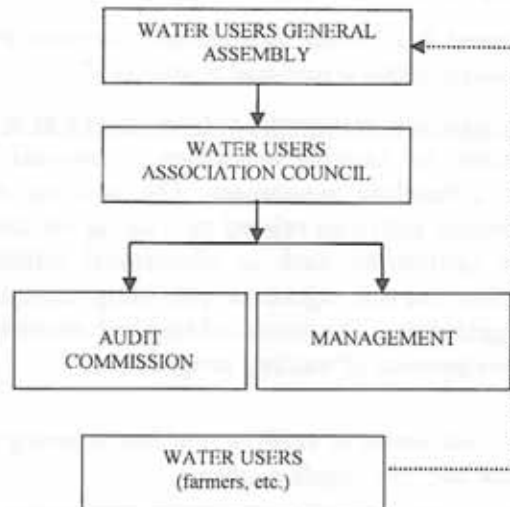 WATER USERS GENERAL
ASSEMBLY
WATER USERS
ASSOCIATION COUNCIL
AUDIT
COMMISSION
MANAGEMENT
WATER USERS
(farmers, etc.)